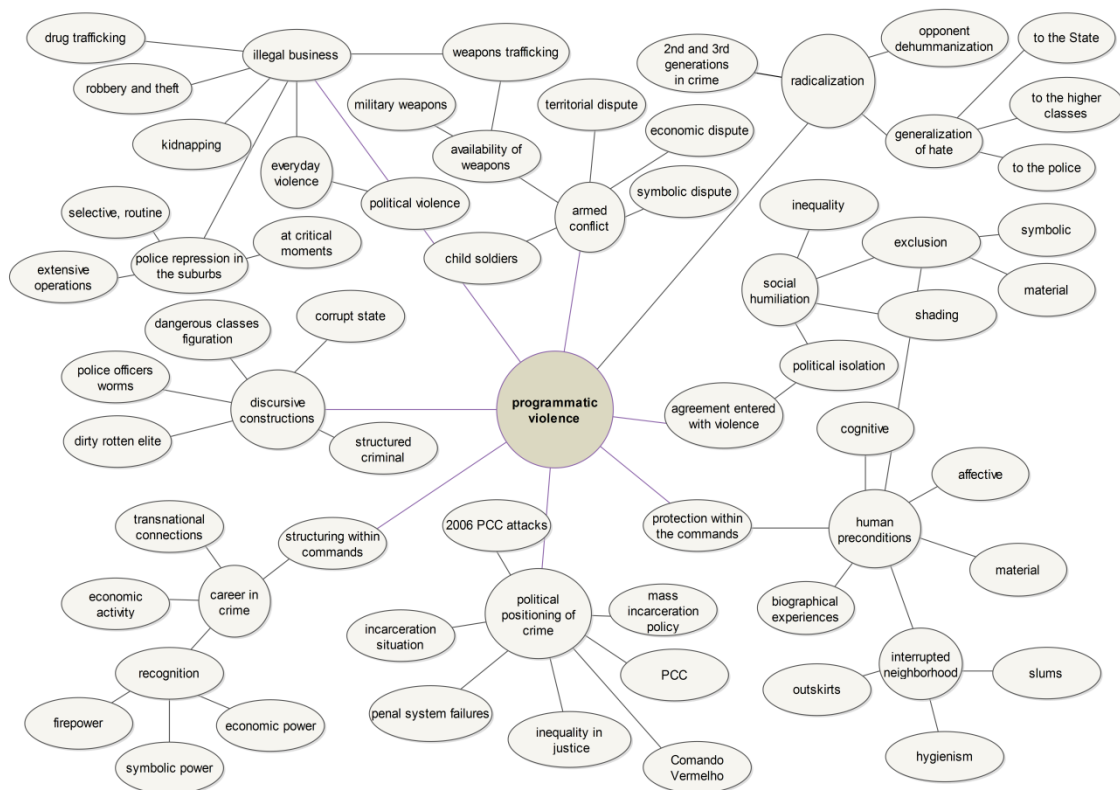 drug trafficking
illegal business
weapons trafficking
2nd and 3rd
generations
in crime
radicalization
opponent
dehummanization
to the State
robbery and theft
military weapons
territorial dispute
to the higher
classes
kidnapping
everyday
violence
availability of
weapons
economic dispute
generalization
of hate
to the police
selective, routine
political violence
armed
conflict
symbolic dispute
inequality
exclusion
symbolic
extensive
operations
police repression in
the suburbs
at critical
moments
child soldiers
social
humiliation
material
dangerous classes
figuration
corrupt state
shading
police officers
worms
discursive
constructions
programmatic
violence
political isolation
agreement entered
with violence
dirty rotten elite
structured
criminal
cognitive
affective
transnational
connections
structuring within
commands
2006 PCC attacks
protection within
the commands
human
preconditions
material
economic
activity
career in
crime
political
positioning of
crime
mass
incarceration
policy
biographical
experiences
incarceration
situation
recognition
PCC
interrupted
neighborhood
slums
outskirts
firepower
economic power
penal system failures
inequality in
justice
Comando
Vermelho
hygienism
symbolic power